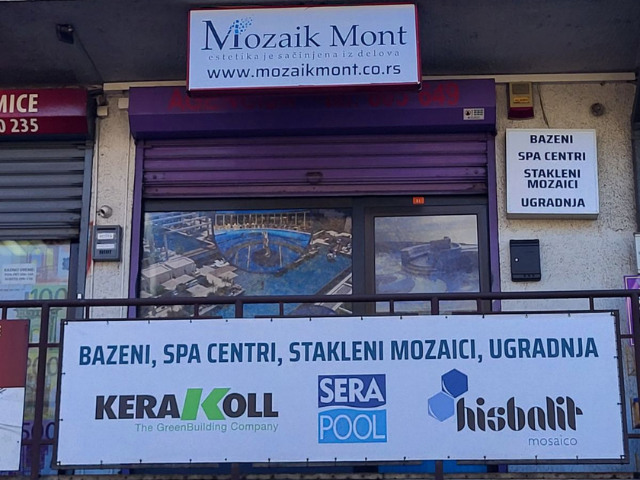 Mozaik Mont
estetika je sačinjena iz delova
www.mozaikmont.co.rs
MICE
0 235
BAZENI
SPA CENTRI
STAKLENI
MOZAICI
UGRADNJA
BAZENI, SPA CENTRI, STAKLENI MOZAICI, UGRADNJA
KERAKOLL
The GreenBuilding Company
SERA
POOL
hisbalit
mosaico